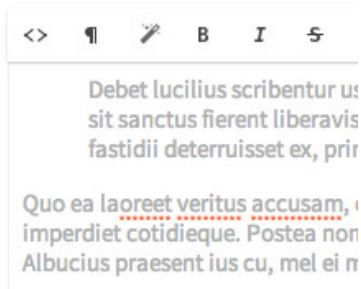 <> ¶ B I S
Debet lucilius scribentur us
sit sanctus fierent liberavis
fastidii deterruisset ex, prin
Quo ea laoreet veritus accusam,
imperdiet cotidieque. Postea non
Albucius praesent ius cu, mel ei